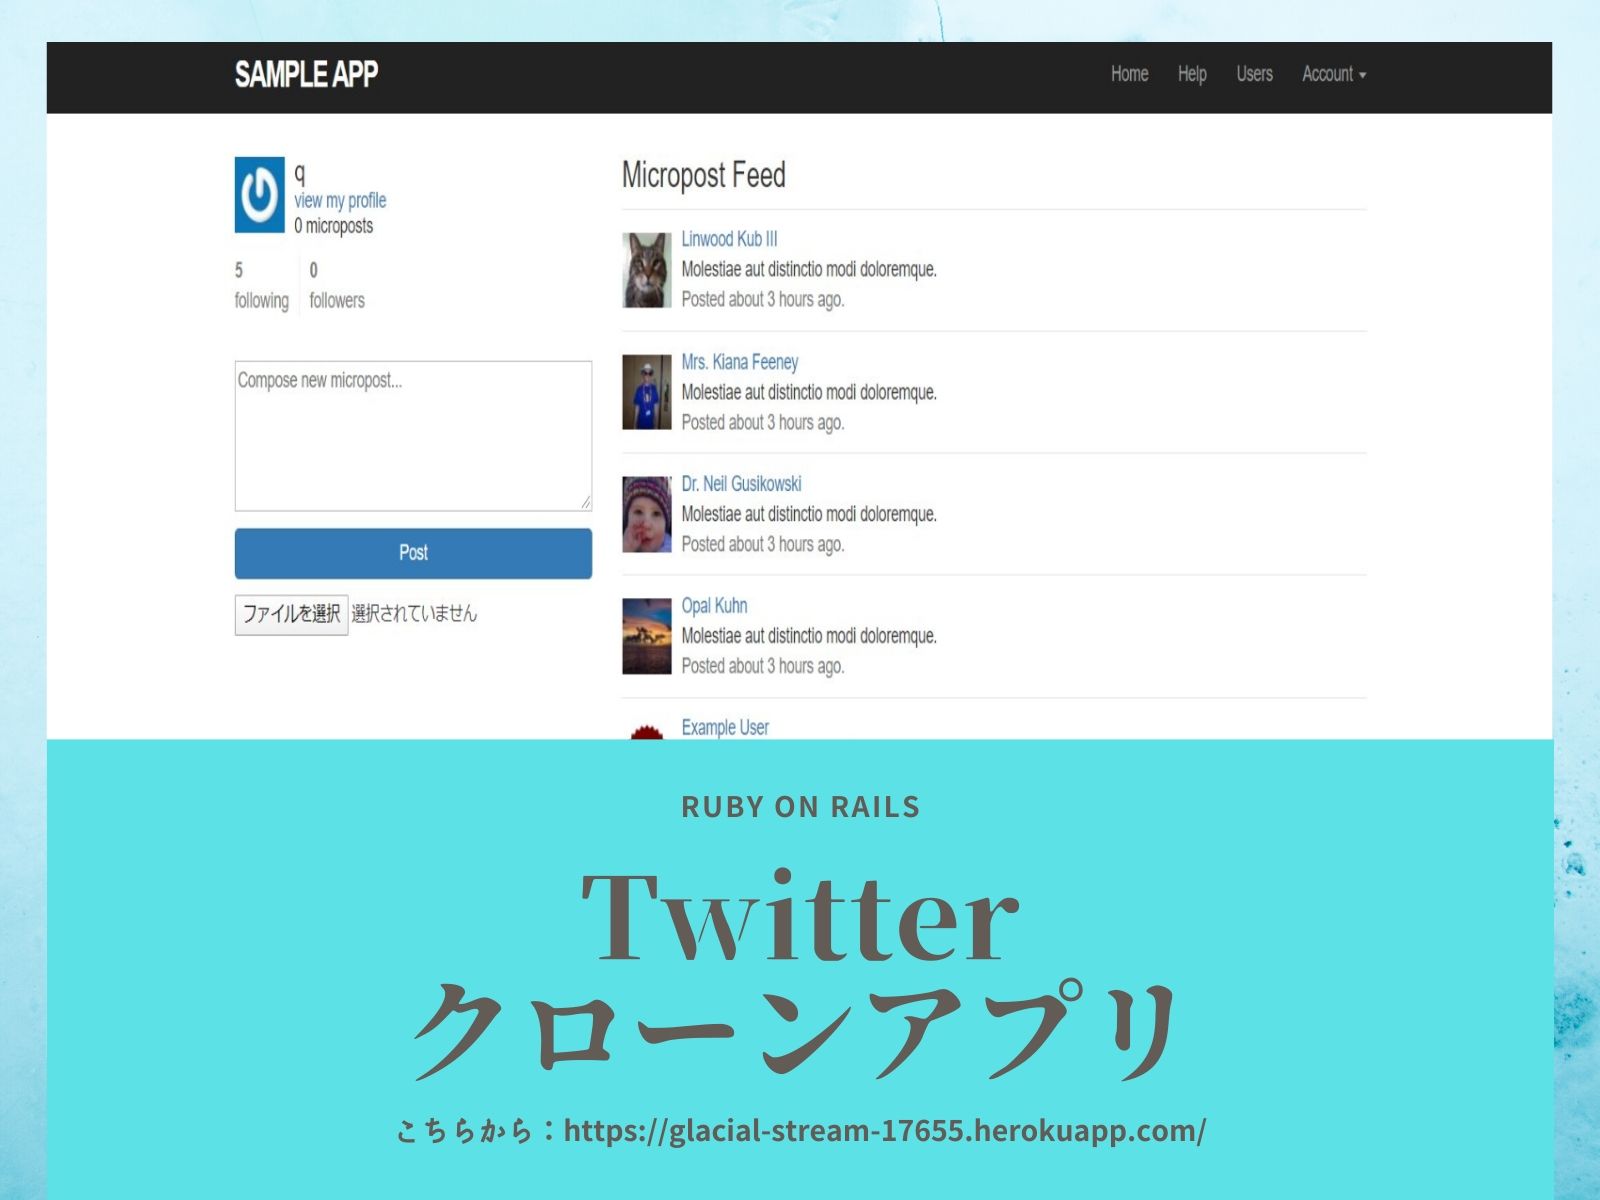 SAMPLE APP
Home Help Users Account
q
view my profile
0 microposts
5 following
0 followers
Compose new micropost...
Post
ファイルを選択 選択されていません
Micropost Feed
Linwood Kub III
Molestiae aut distinctio modi doloremque.
Posted about 3 hours ago.
Mrs. Kiana Feeney
Molestiae aut distinctio modi doloremque.
Posted about 3 hours ago.
Dr. Neil Gusikowski
Molestiae aut distinctio modi doloremque.
Posted about 3 hours ago.
Opal Kuhn
Molestiae aut distinctio modi doloremque.
Posted about 3 hours ago.
Example User
RUBY ON RAILS
Twitter
クローンアプリ
こちらから：https://glacial-stream-17655.herokuapp.com/